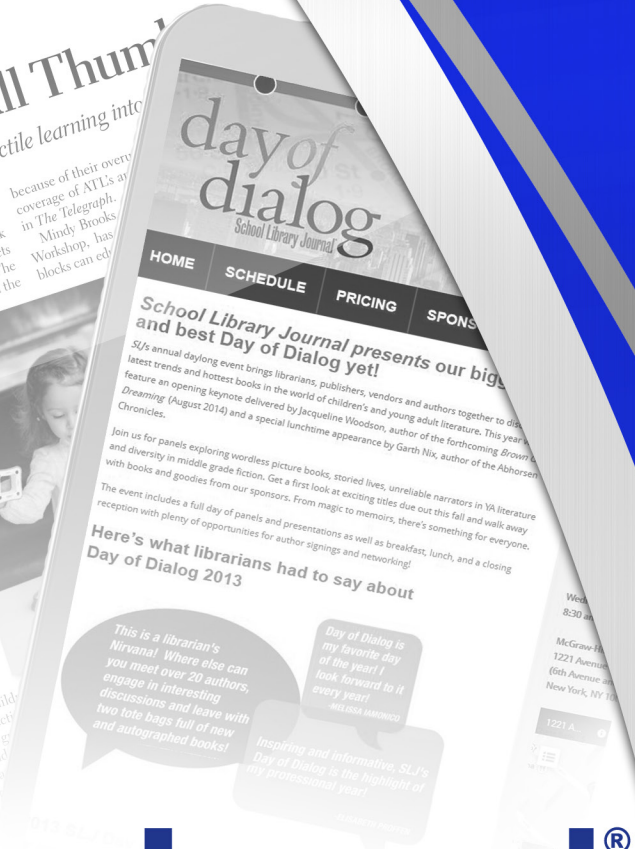 ll Thumb
ctile learning into
because of their overw
coverage of ATL's a
in The Telegraph.
Mindy Brooks
Workshop, has
blocks can ed
day of
dialog
School Library Journal
HOME SCHEDULE PRICING SPONS
School Library Journal presents our bigg
and best Day of Dialog yet!
SLJ's annual daylong event brings librarians, publishers, vendors and authors together to dis
latest trends and hottest books in the world of children's and young adult literature. This year
feature an opening keynote delivered by Jacqueline Woodson, author of the forthcoming Brown
Dreaming (August 2014) and a special lunchtime appearance by Garth Nix, author of the Abhorsen
Chronicles.
Join us for panels exploring wordless picture books, storied lives, unreliable narrators in YA literature
and diversity in middle grade fiction. Get a first look at exciting titles due out this fall and walk away
with books and goodies from our sponsors. From magic to memoirs, there's something for everyone.
The event includes a full day of panels and presentations as well as breakfast, lunch, and a closing
reception with plenty of opportunities for author signings and networking!
Here's what librarians had to say about
Day of Dialog 2013
This is a librarian's
Nirvana! Where else can
you meet over 20 authors,
engage in interesting
discussions and leave with
two tote bags full of new
and autographed books!
Day of Dialog is
my favorite day
of the year! I
look forward to it
every year!
Inspiring and informative, SLJ's
Day of Dialog is the highlight of
my professional year!
Wed
8:30 a
McGraw-H
1221 Avenue
(6th Avenue a
New York, NY 10
1221 A...
®